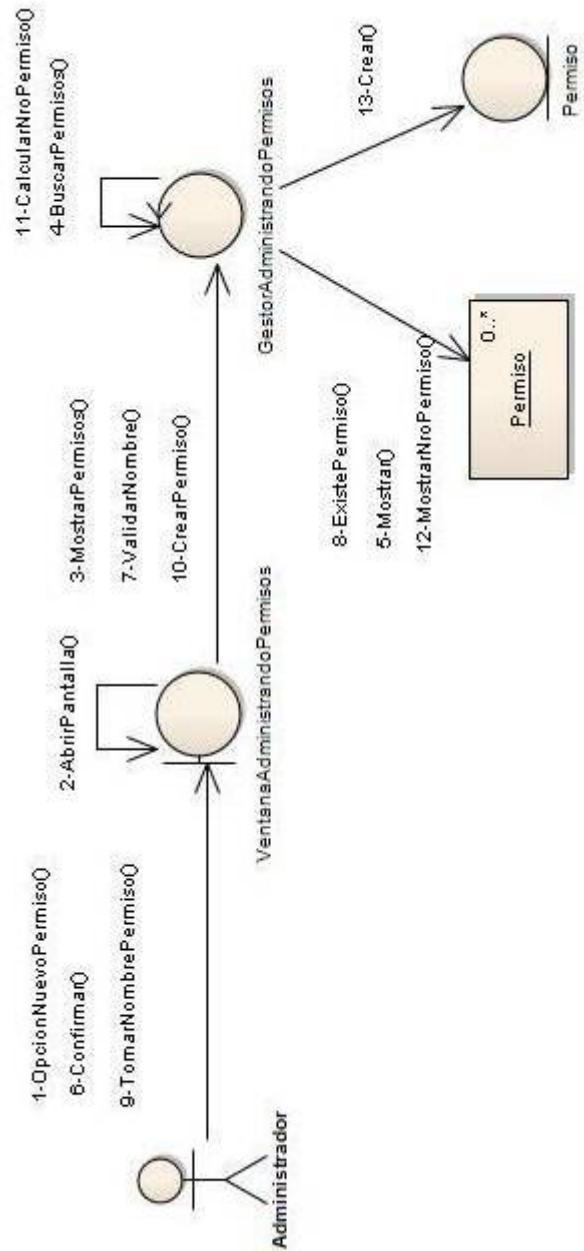 1-OpcionNuevoPermiso()
6-Confirmar()
9-TomarNombrePermiso()
Administrador
2-AbrirPantalla()
VentanaAdministrandoPermisos
3-MostrarPermisos()
7-ValidarNombre()
10-CrearPermiso()
11-CalcularNroPermiso()
4-BuscarPermisos()
GestorAdministrandoPermisos
8-ExistePermiso()
5-Mostrar()
12-MostrarNroPermiso()
0..*
Permiso
13-Crear()
Permiso